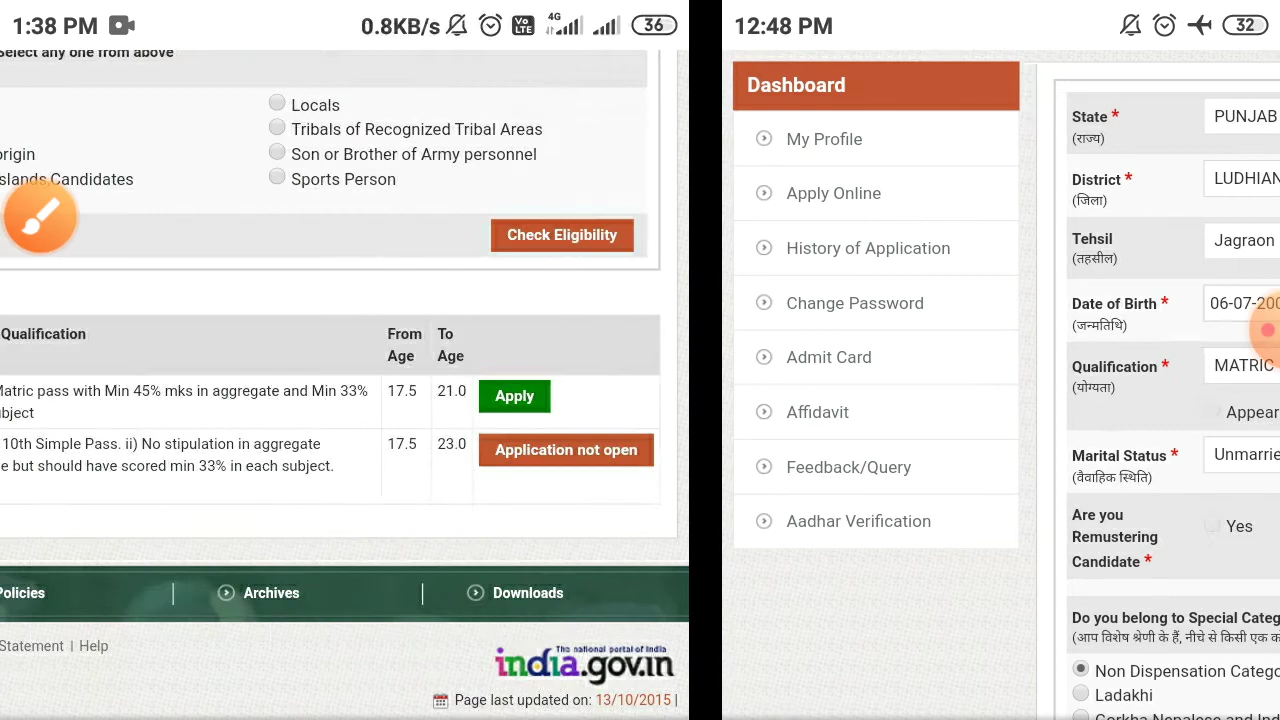 1:38 PM
0.8KB/s
Vo
LTE
4G
36
Select any one from above
Locals
Tribals of Recognized Tribal Areas
origin
Son or Brother of Army personnel
slands Candidates
Sports Person
Check Eligibility
Qualification
From
Age
To
Age
Matric pass with Min 45% mks in aggregate and Min 33%
bject
17.5
21.0
Apply
10th Simple Pass. ii) No stipulation in aggregate
e but should have scored min 33% in each subject.
17.5
23.0
Application not open
Policies
Archives
Downloads
Statement | Help
The national portal of India
india.gov.in
Page last updated on: 13/10/2015 |
12:48 PM
32
Dashboard
My Profile
Apply Online
History of Application
Change Password
Admit Card
Affidavit
Feedback/Query
Aadhar Verification
State *
(राज्य)
PUNJAB
District *
(जिला)
LUDHIAN
Tehsil
(तहसील)
Jagraon
Date of Birth *
(जन्मतिथि)
06-07-200
Qualification *
(योग्यता)
MATRIC
Appear
Marital Status *
(वैवाहिक स्थिति)
Unmarrie
Are you
Remustering
Candidate *
Yes
Do you belong to Special Categ
(आप विशेष श्रेणी के हैं, नीचे से किसी एक क
Non Dispensation Catego
Ladakhi
Gorkha Nepalese and Ind